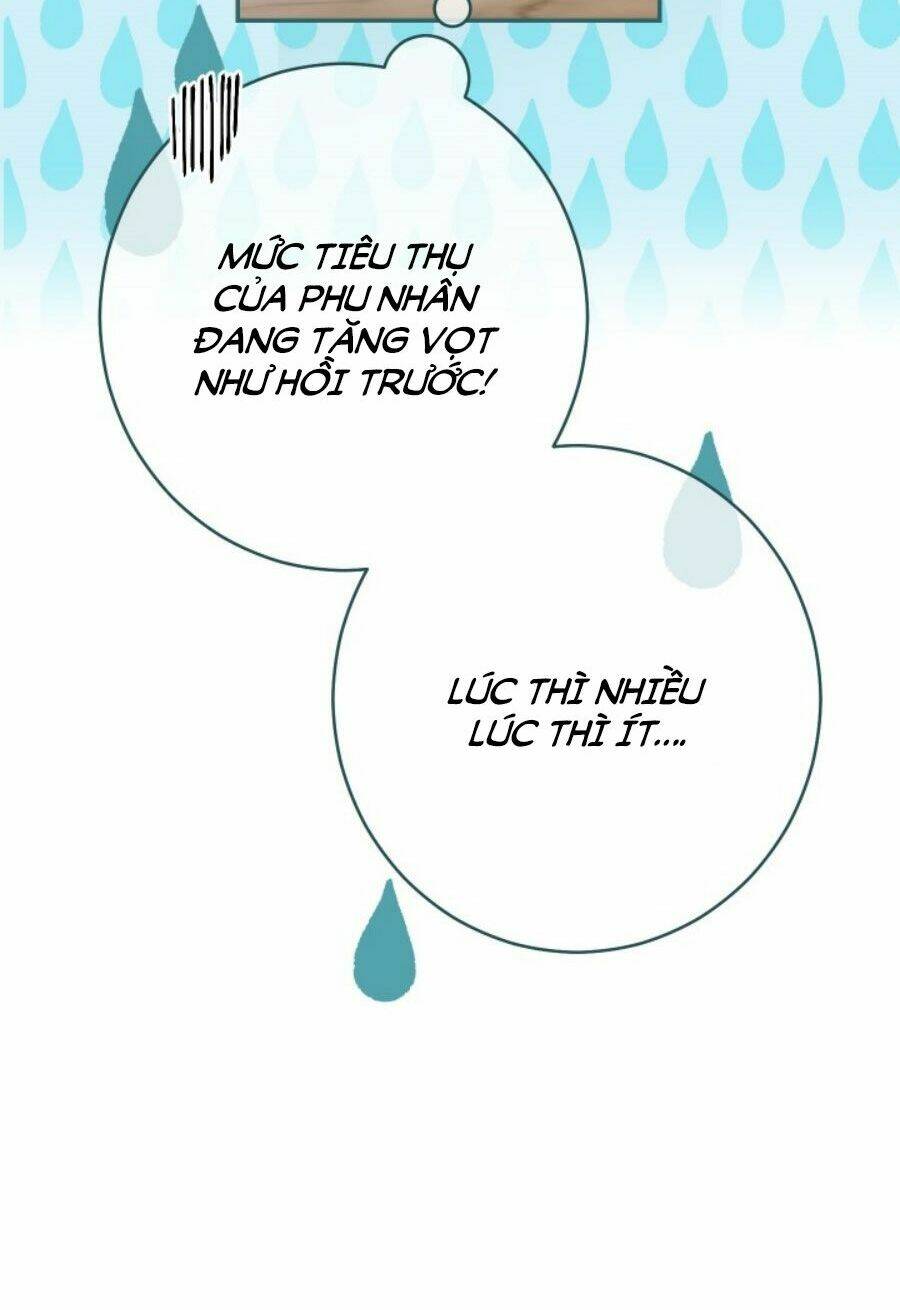 MỨC TIÊU THỤ
CỦA PHU NHÂN
ĐANG TĂNG VỌT
NHƯ HỒI TRƯỚC!
LÚC THÌ NHIỀU
LÚC THÌ ÍT....